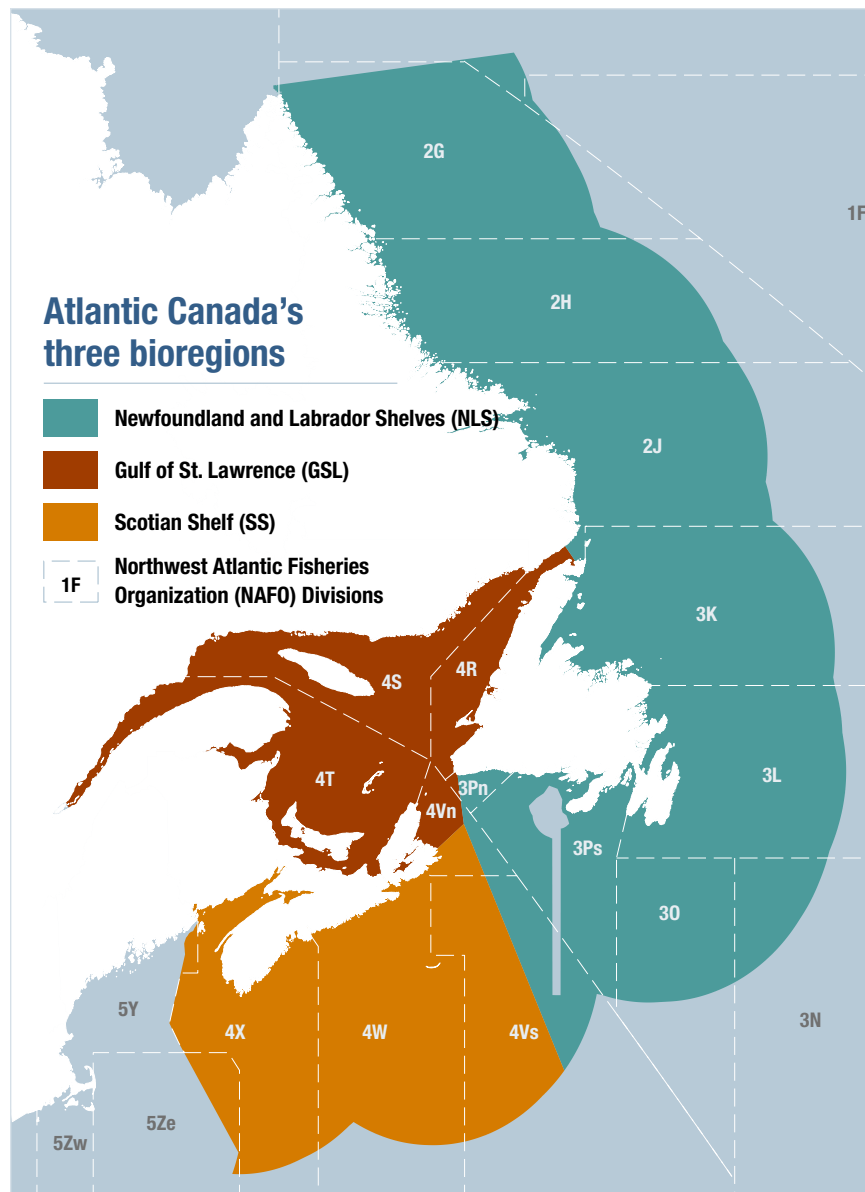 2G
1F
2H
Atlantic Canada's
three bioregions
Newfoundland and Labrador Shelves (NLS)
2J
Gulf of St. Lawrence (GSL)
Scotian Shelf (SS)
1F
Northwest Atlantic Fisheries
Organization (NAFO) Divisions
3K
4R
4S
4T
3L
3Pn
4Vn
3Ps
3O
5Y
3N
4X
4W
4Vs
5Ze
5Zw